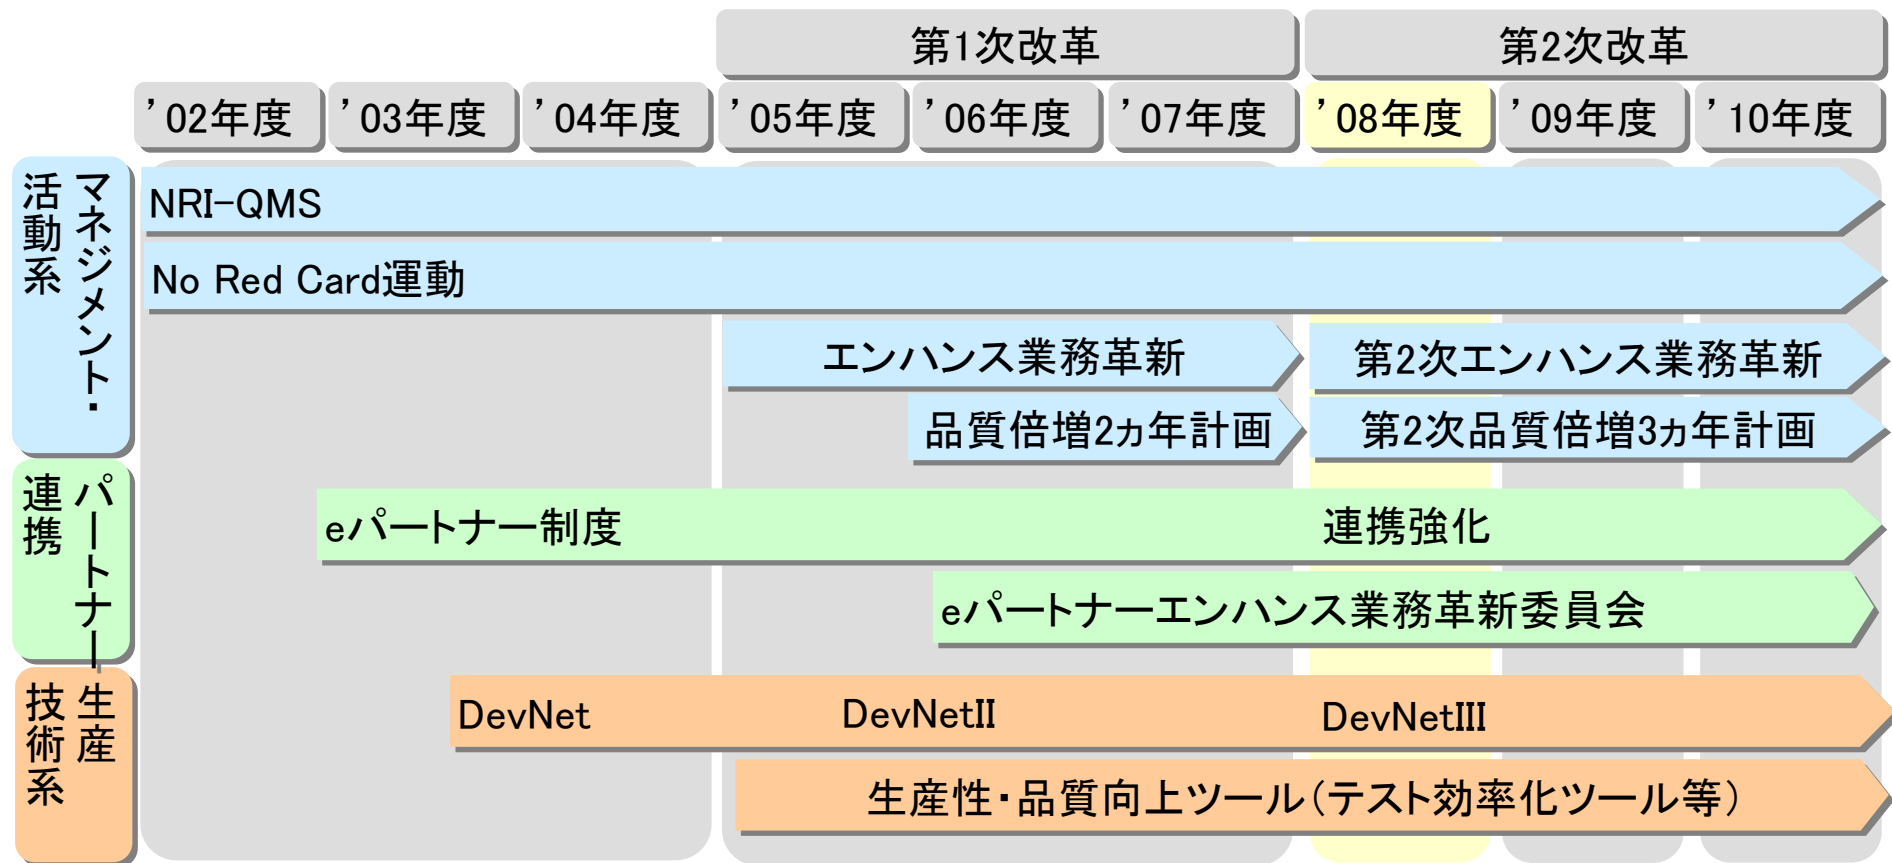 第1次改革
第2次改革
’02年度
’03年度
’04年度
’05年度
’06年度
’07年度
’08年度
’09年度
’10年度
マネジメント・
活動系
NRI-QMS
No Red Card運動
エンハンス業務革新
第2次エンハンス業務革新
品質倍増2ヵ年計画
第2次品質倍増3ヵ年計画
パートナー
連携
eパートナー制度
連携強化
eパートナーエンハンス業務革新委員会
生産
技術系
DevNet
DevNetII
DevNetIII
生産性・品質向上ツール（テスト効率化ツール等）